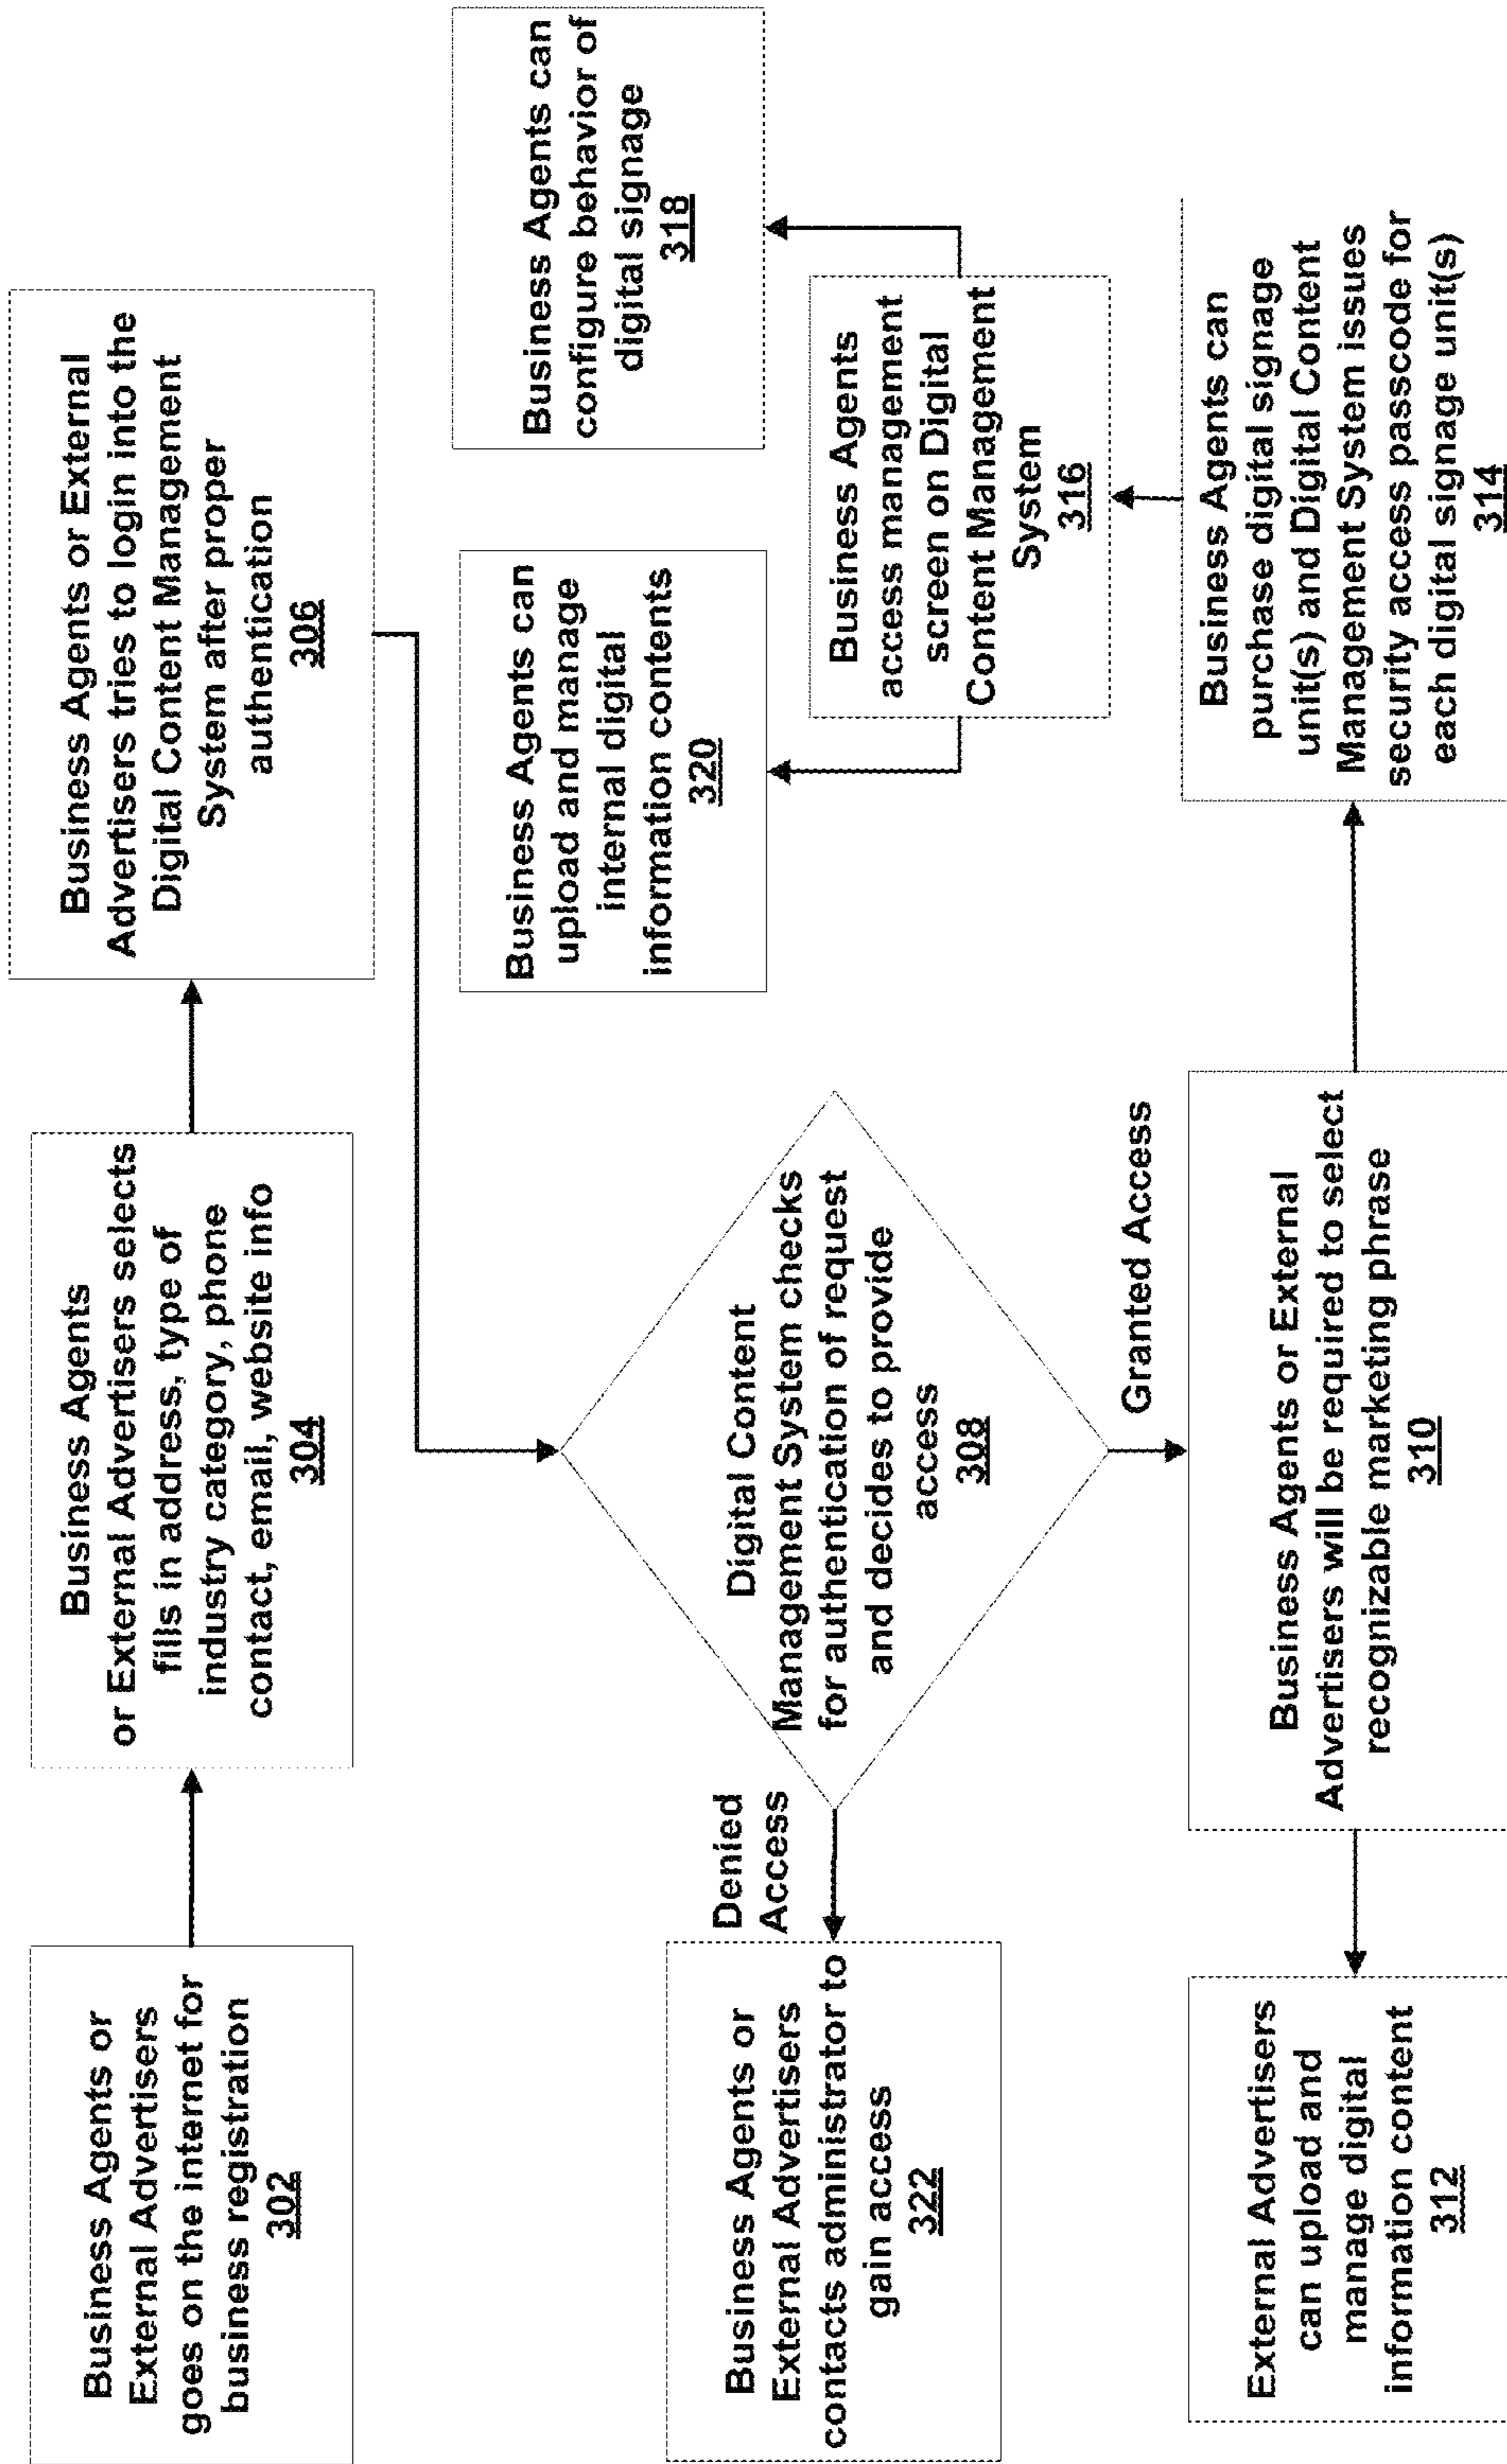 Business Agents or
External Advertisers
goes on the internet for
business registration
302
Business Agents
or External Advertisers selects
fills in address, type of
industry category, phone
contact, email, website info
304
Business Agents or External
Advertisers tries to login into the
Digital Content Management
System after proper
authentication
306
Digital Content
Management System checks
for authentication of request
and decides to provide
access
308
Denied
Access
Business Agents or
External Advertisers
contacts administrator to
gain access
322
Granted Access
Business Agents or External
Advertisers will be required to select
recognizable marketing phrase
310
External Advertisers
can upload and
manage digital
information content
312
Business Agents can
purchase digital signage
unit(s) and Digital Content
Management System issues
security access passcode for
each digital signage unit(s)
314
Business Agents
access management
screen on Digital
Content Management
System
316
Business Agents can
configure behavior of
digital signage
318
Business Agents can
upload and manage
internal digital
information contents
320